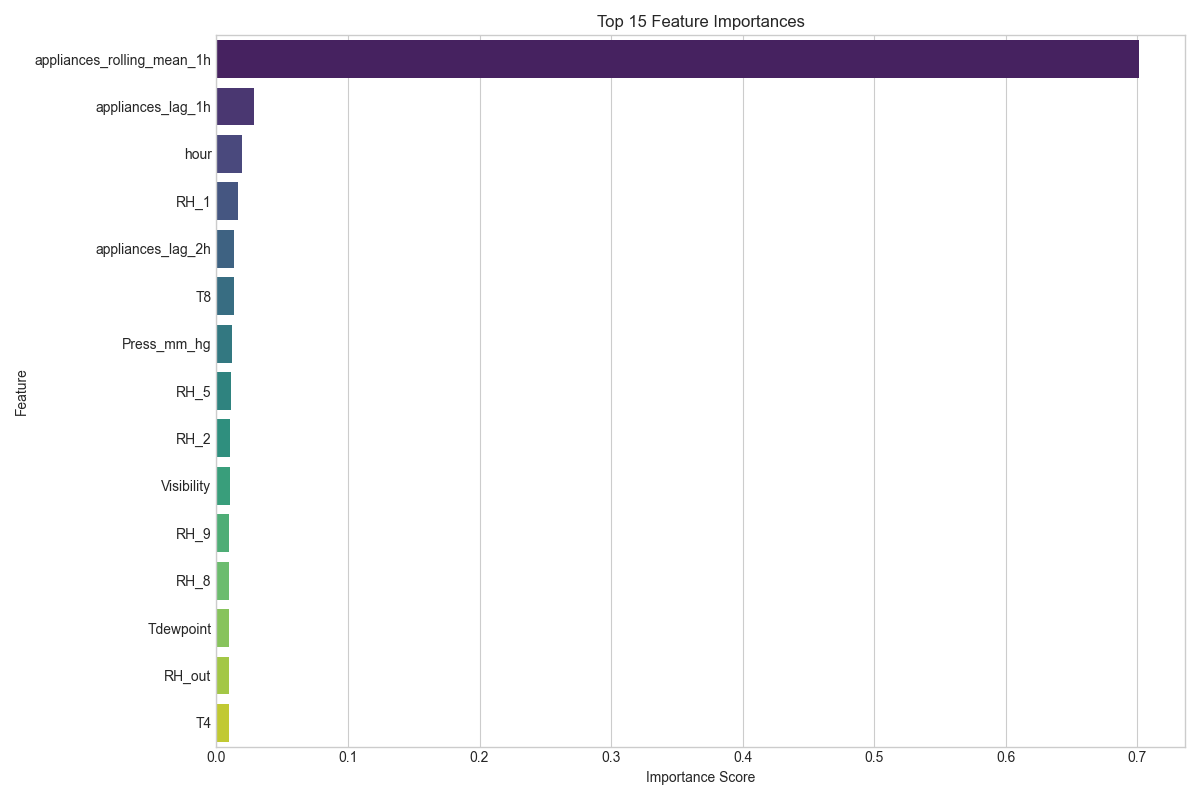 Top 15 Feature Importances
appliances_rolling_mean_1h
appliances_lag_1h
hour
RH_1
appliances_lag_2h
T8
Press_mm_hg
RH_5
RH_2
Visibility
RH_9
RH_8
Tdewpoint
RH_out
T4
Feature
0.0 0.1 0.2 0.3 0.4 0.5 0.6 0.7
Importance Score